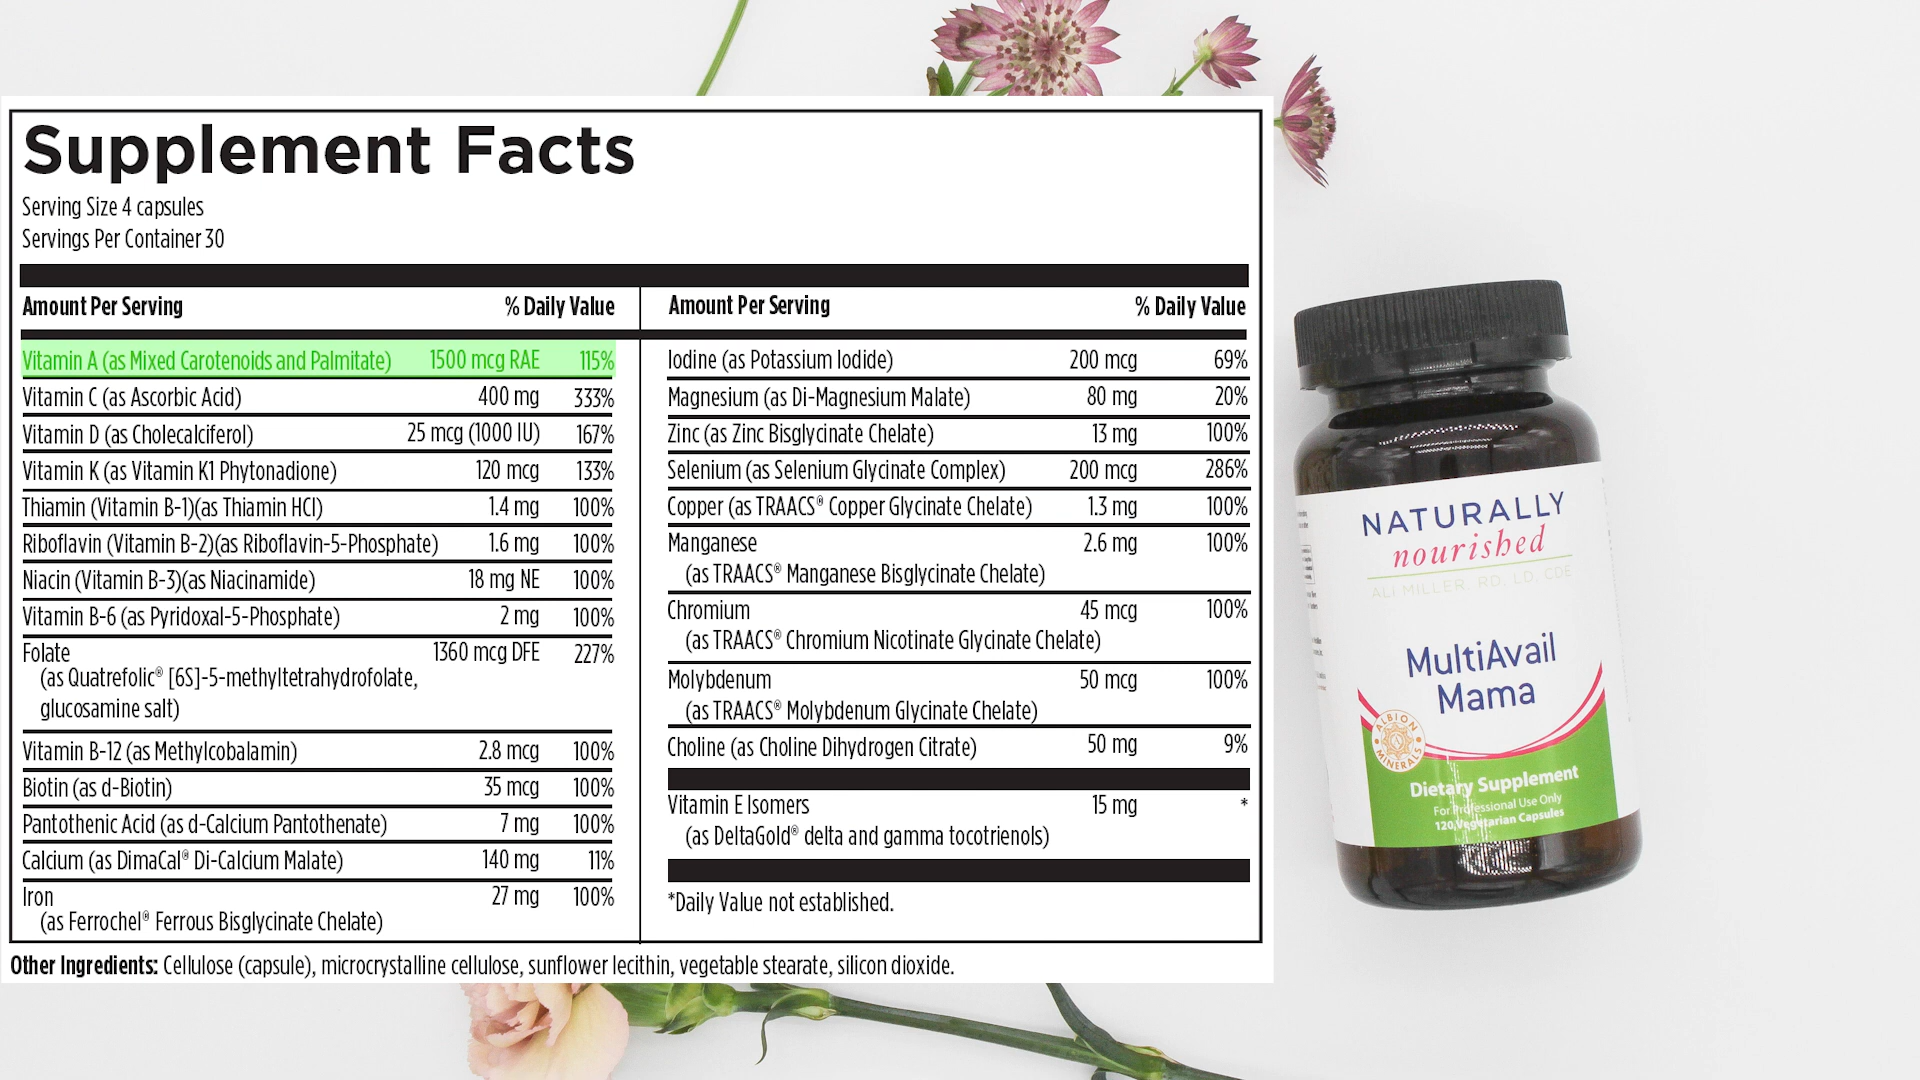 Supplement Facts
Serving Size 4 capsules
Servings Per Container 30
Amount Per Serving % Daily Value
Vitamin A (as Mixed Carotenoids and Palmitate) 1500 mcg RAE 115%
Vitamin C (as Ascorbic Acid) 400 mg 333%
Vitamin D (as Cholecalciferol) 25 mcg (1000 IU) 167%
Vitamin K (as Vitamin K1 Phytonadione) 120 mcg 133%
Thiamin (Vitamin B-1)(as Thiamin HCl) 1.4 mg 100%
Riboflavin (Vitamin B-2)(as Riboflavin-5-Phosphate) 1.6 mg 100%
Niacin (Vitamin B-3)(as Niacinamide) 18 mg NE 100%
Vitamin B-6 (as Pyridoxal-5-Phosphate) 2 mg 100%
Folate 1360 mcg DFE 227%
(as Quatrefolic® [6S]-5-methyltetrahydrofolate,
glucosamine salt)
Vitamin B-12 (as Methylcobalamin) 2.8 mcg 100%
Biotin (as d-Biotin) 35 mcg 100%
Pantothenic Acid (as d-Calcium Pantothenate) 7 mg 100%
Calcium (as DimaCal® Di-Calcium Malate) 140 mg 11%
Iron 27 mg 100%
(as Ferrochel® Ferrous Bisglycinate Chelate)
Amount Per Serving % Daily Value
Iodine (as Potassium Iodide) 200 mcg 69%
Magnesium (as Di-Magnesium Malate) 80 mg 20%
Zinc (as Zinc Bisglycinate Chelate) 13 mg 100%
Selenium (as Selenium Glycinate Complex) 200 mcg 286%
Copper (as TRAACS® Copper Glycinate Chelate) 1.3 mg 100%
Manganese 2.6 mg 100%
(as TRAACS® Manganese Bisglycinate Chelate)
Chromium 45 mcg 100%
(as TRAACS® Chromium Nicotinate Glycinate Chelate)
Molybdenum 50 mcg 100%
(as TRAACS® Molybdenum Glycinate Chelate)
Choline (as Choline Dihydrogen Citrate) 50 mg 9%
Vitamin E Isomers 15 mg *
(as DeltaGold® delta and gamma tocotrienols)
*Daily Value not established.
Other Ingredients: Cellulose (capsule), microcrystalline cellulose, sunflower lecithin, vegetable stearate, silicon dioxide.
NATURALLY
nourished
ALI MILLER, RD, LD, CDE
MultiAvail
Mama
ALBION
MINERALS
Dietary Supplement
For Professional Use Only
120 Vegetarian Capsules